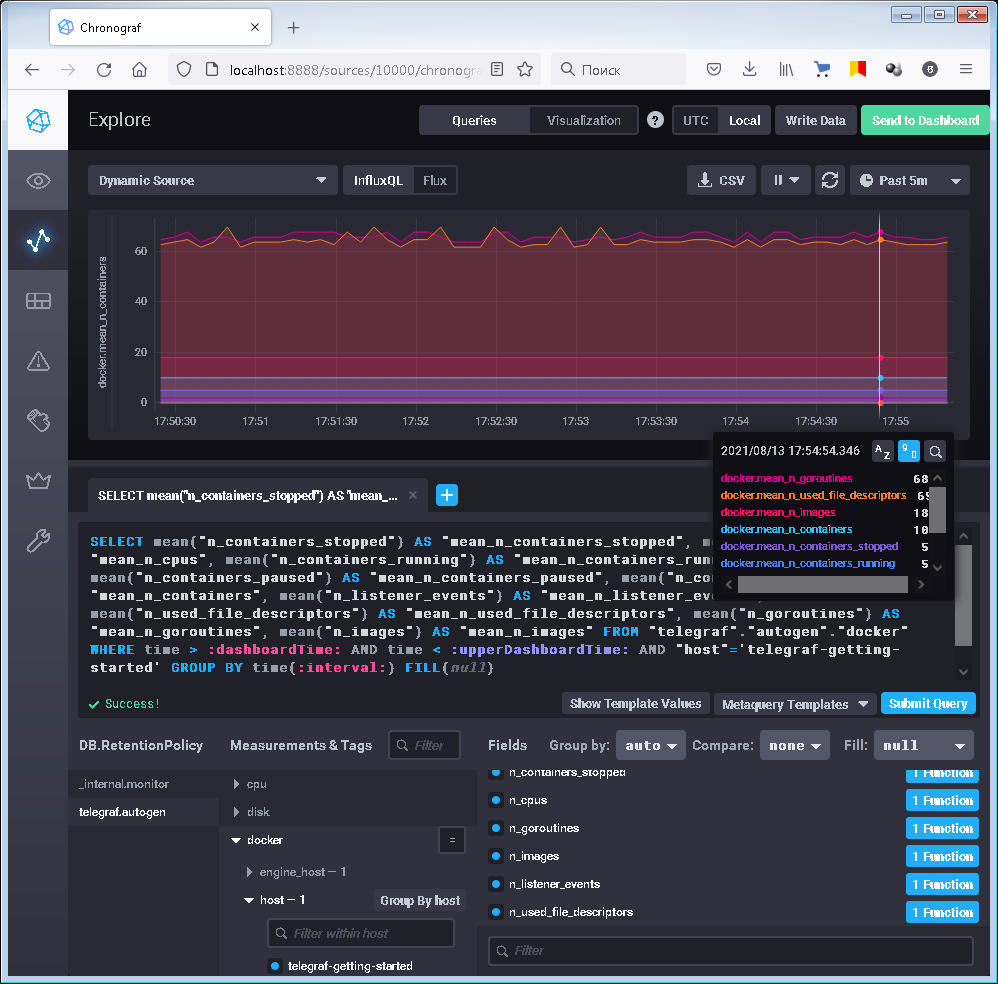 Chronograf
localhost:8888/sources/10000/chronogra
Поиск
Explore
Queries
Visualization
?
UTC
Local
Write Data
Send to Dashboard
Dynamic Source
InfluxQL
Flux
CSV
Past 5m
docker.mean_n_containers
60
40
20
0
17:50:30
17:51
17:51:30
17:52
17:52:30
17:53
17:53:30
17:54
17:54:30
17:55
2021/08/13 17:54:54.346
docker.mean_n_goroutines 68
docker.mean_n_used_file_descriptors
docker.mean_n_images 18
docker.mean_n_containers 10
docker.mean_n_containers_stopped 5
docker.mean_n_containers_running 5
SELECT mean("n_containers_stopped") AS "mean_...
SELECT mean("n_containers_stopped") AS "mean_n_containers_stopped",
"mean_n_cpus", mean("n_containers_running") AS "mean_n_containers
mean("n_containers_paused") AS "mean_n_containers_paused", mean("n_co
"mean_n_containers", mean("n_listener_events") AS "mean_n_listener_even
mean("n_used_file_descriptors") AS "mean_n_used_file_descriptors", mean("n_goroutines") AS
"mean_n_goroutines", mean("n_images") AS "mean_n_images" FROM "telegraf"."autogen"."docker"
WHERE time > :dashboardTime: AND time < :upperDashboardTime: AND "host"='telegraf-getting-
started' GROUP BY time(:interval:) FILL(null)
Success!
Show Template Values
Metaquery Templates
Submit Query
DB.RetentionPolicy
_internal.monitor
telegraf.autogen
Measurements & Tags
Filter
cpu
disk
docker
=
engine_host — 1
host — 1
Group By host
Filter within host
telegraf-getting-started
Fields
Group by:
auto
Compare:
none
Fill:
null
n_containers_stopped 1 Function
n_cpus 1 Function
n_goroutines 1 Function
n_images 1 Function
n_listener_events 1 Function
n_used_file_descriptors 1 Function
Filter